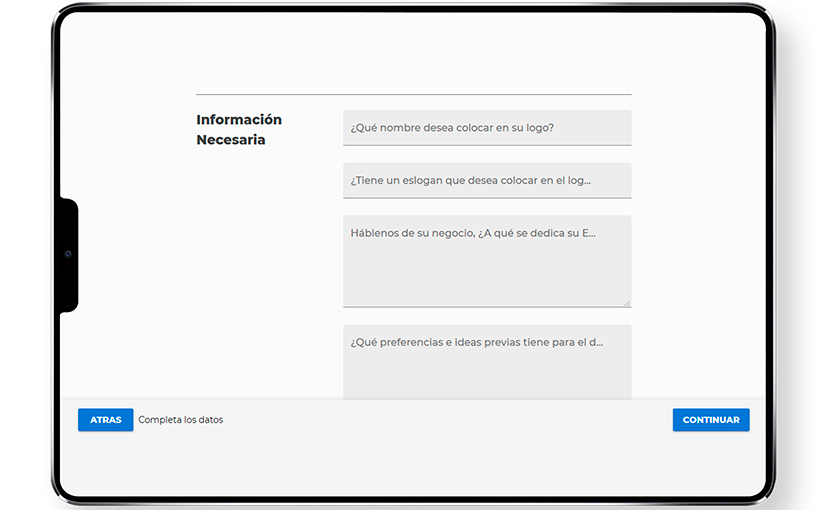 Información
Necesaria
¿Qué nombre desea colocar en su logo?
¿Tiene un eslogan que desea colocar en el log...
Háblenos de su negocio, ¿A qué se dedica su E...
¿Qué preferencias e ideas previas tiene para el d...
ATRAS
Completa los datos
CONTINUAR